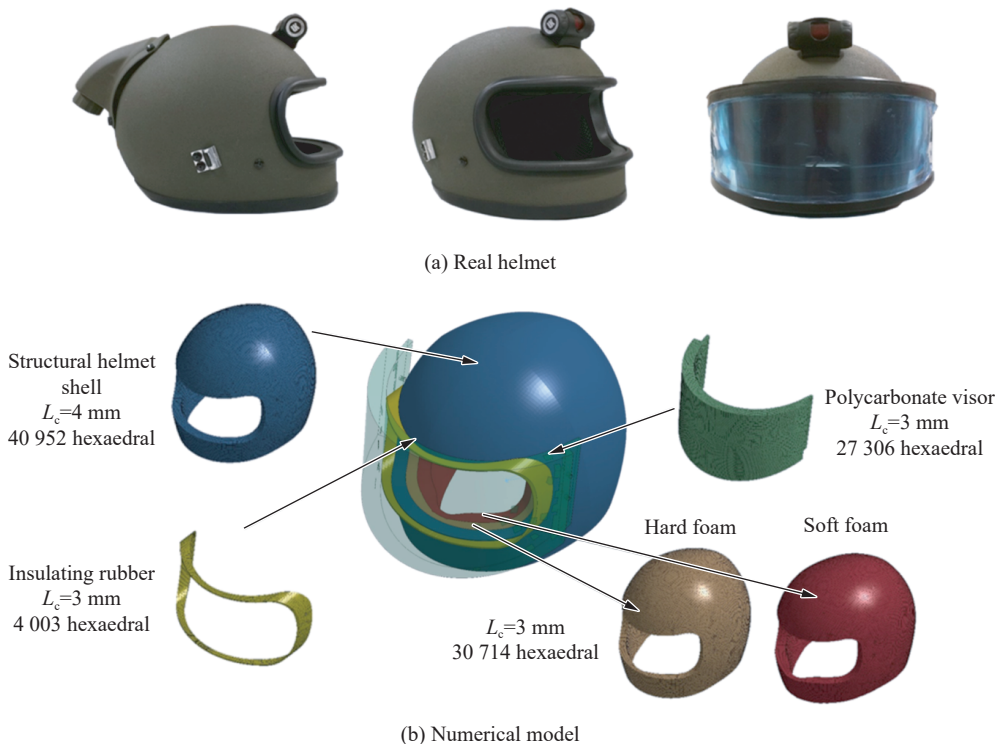 (a) Real helmet
Structural helmet
shell
Lc=4 mm
40 952 hexaedral
Polycarbonate visor
Lc=3 mm
27 306 hexaedral
Insulating rubber
Lc=3 mm
4 003 hexaedral
Hard foam
Soft foam
Lc=3 mm
30 714 hexaedral
(b) Numerical model